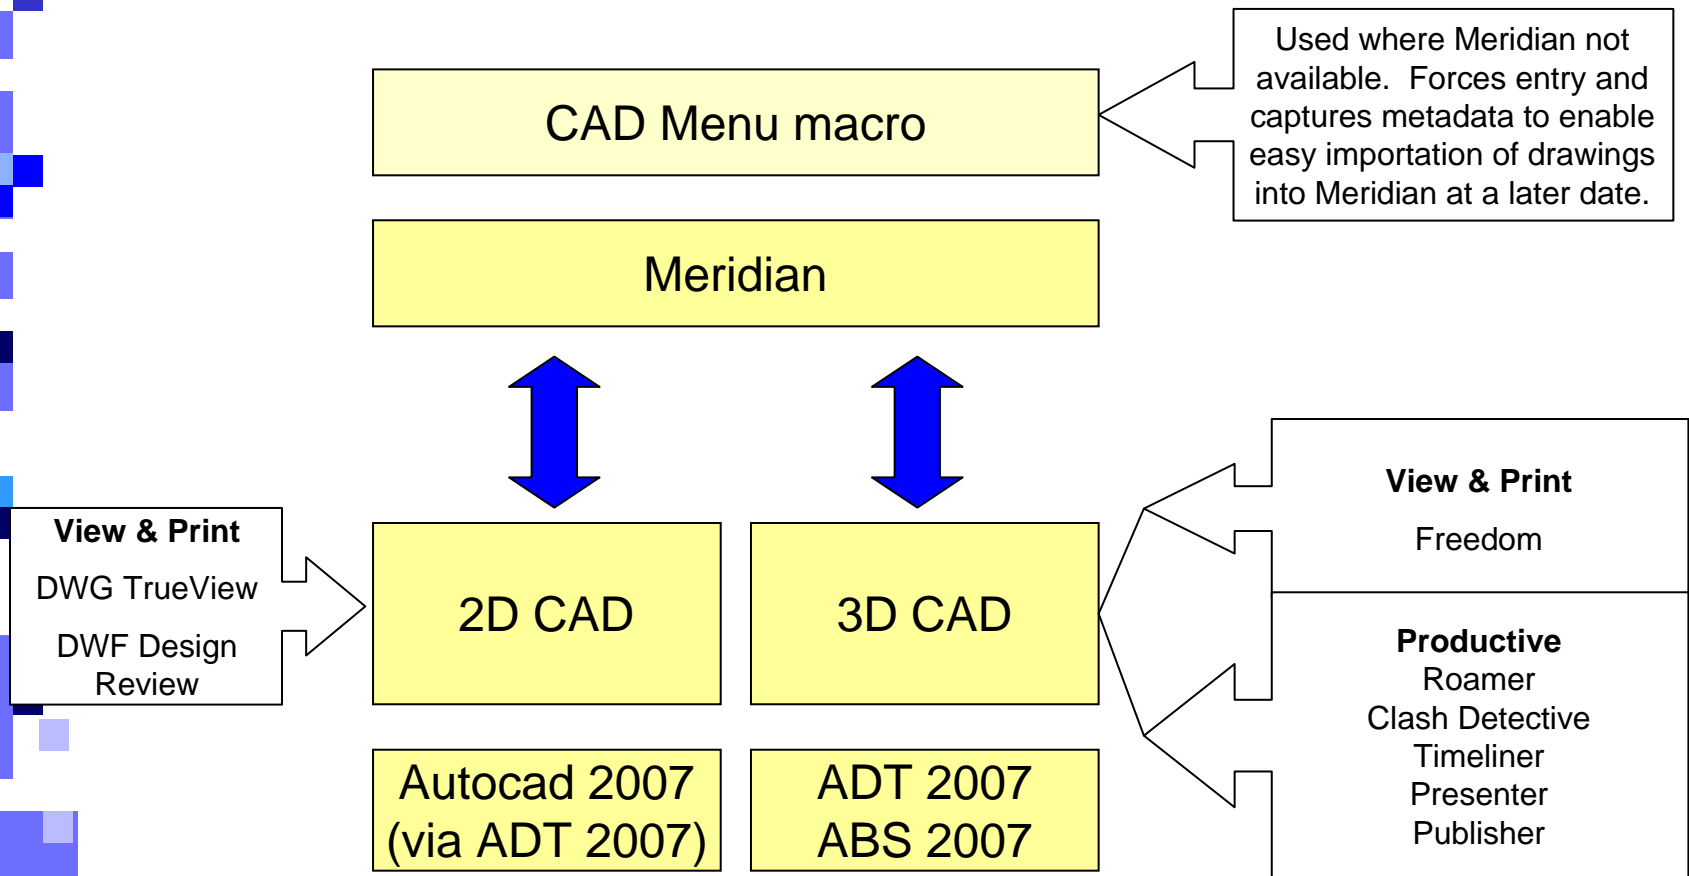 Used where Meridian not
available. Forces entry and
captures metadata to enable
easy importation of drawings
into Meridian at a later date.
CAD Menu macro
Meridian
View & Print
DWG TrueView
DWF Design
Review
2D CAD
3D CAD
View & Print
Freedom
Productive
Roamer
Clash Detective
Timeliner
Presenter
Publisher
Autocad 2007
(via ADT 2007)
ADT 2007
ABS 2007